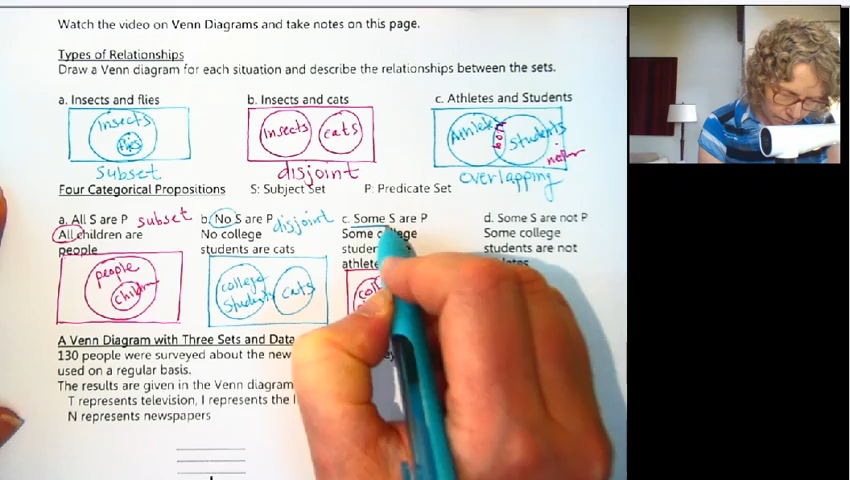 Watch the video on Venn Diagrams and take notes on this page.
Types of Relationships
Draw a Venn diagram for each situation and describe the relationships between the sets.
a. Insects and flies
b. Insects and cats
c. Athletes and Students
Insects
flies
subset
Insects
cats
disjoint
Athletes
both
students
overlapping
Four Categorical Propositions
S: Subject Set
P: Predicate Set
a. All S are P
subset
All children are
people
people
children
b. No S are P
disjoint
No college
students are cats
college
students
cats
c. Some S are P
Some college
athlete
d. Some S are not P
Some college
students are not
A Venn Diagram with Three Sets and Data
130 people were surveyed about the new
used on a regular basis.
The results are given in the Venn diagram
T represents television, I represents the
N represents newspapers